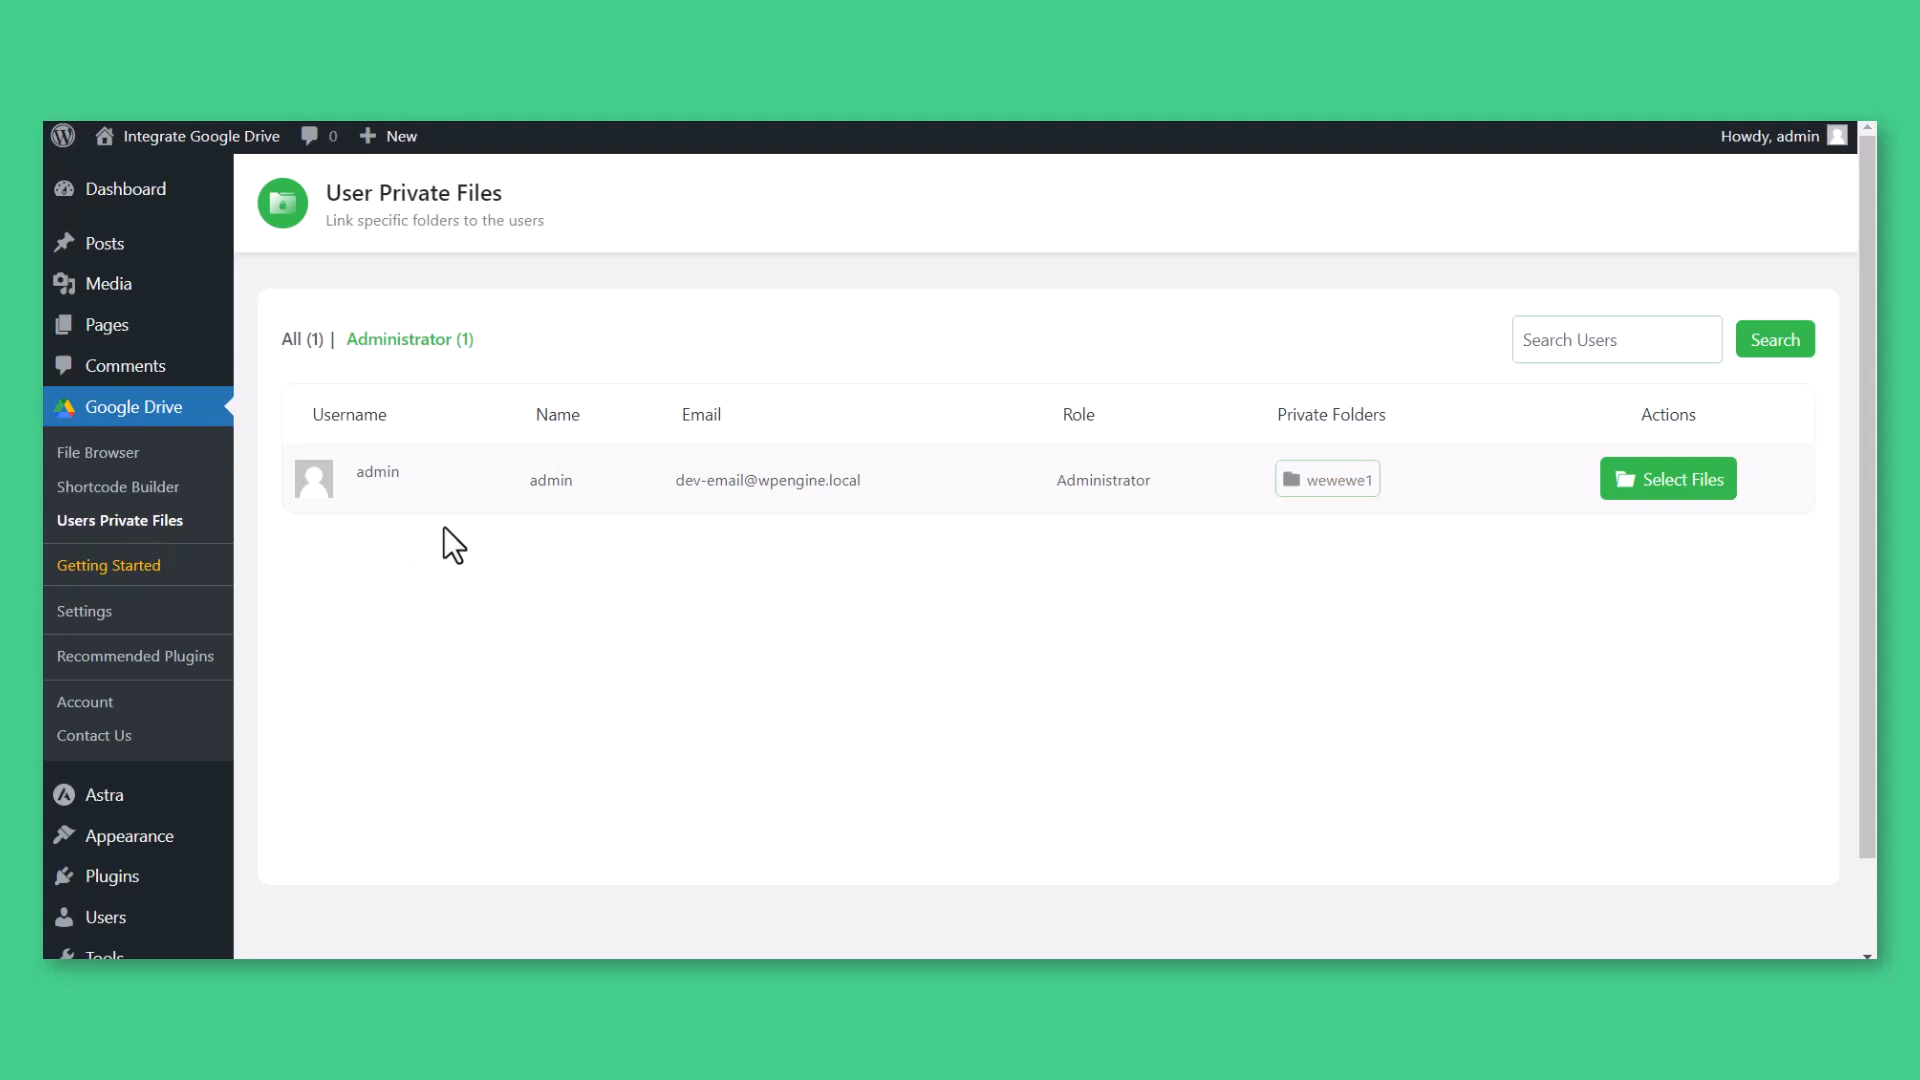 Integrate Google Drive 0 New Howdy, admin
Dashboard
Posts
Media
Pages
Comments
Google Drive
File Browser
Shortcode Builder
Users Private Files
Getting Started
Settings
Recommended Plugins
Account
Contact Us
Astra
Appearance
Plugins
Users
Tools
User Private Files
Link specific folders to the users
All (1) | Administrator (1) Search Users Search
Username Name Email Role Private Folders Actions
admin admin dev-email@wpengine.local Administrator wewewe1 Select Files